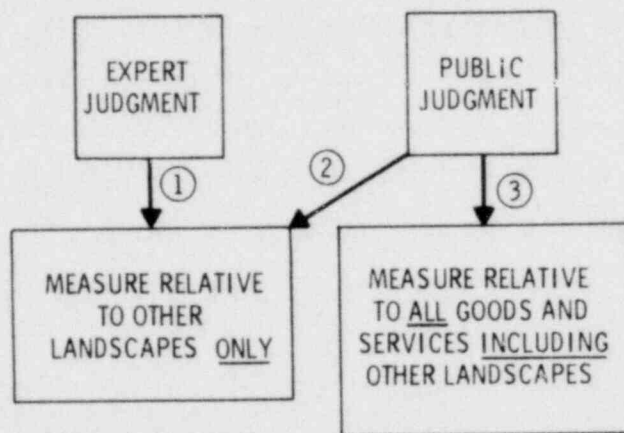 EXPERT
JUDGMENT
PUBLIC
JUDGMENT
①
②
③
MEASURE RELATIVE
TO OTHER
LANDSCAPES ONLY
MEASURE RELATIVE
TO ALL GOODS AND
SERVICES INCLUDING
OTHER LANDSCAPES